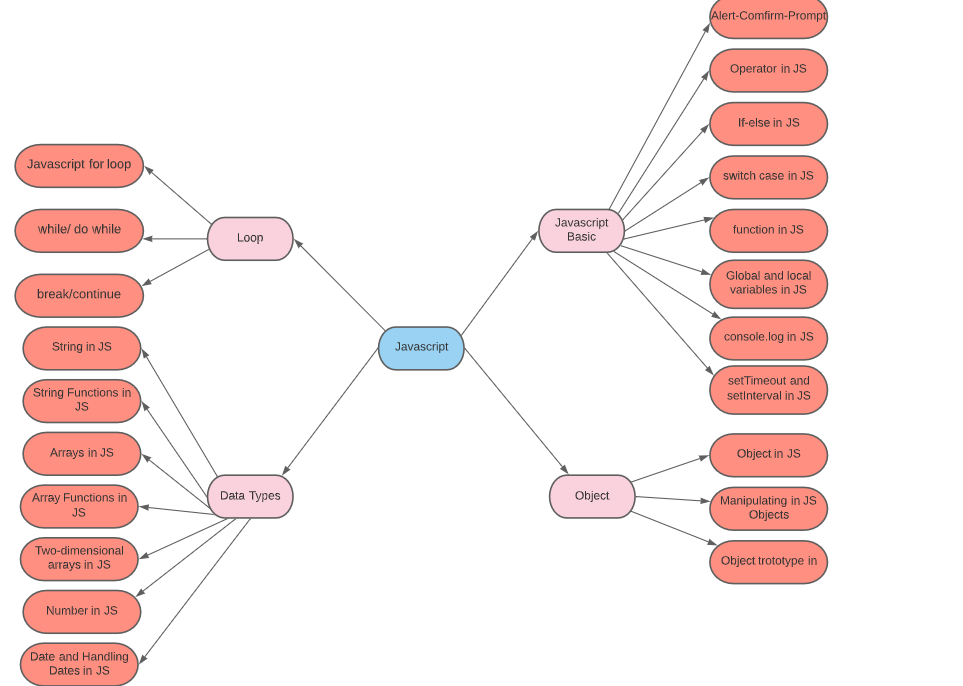 Alert-Comfirm-Prompt
Operator in JS
If-else in JS
switch case in JS
function in JS
Global and local
variables in JS
console.log in JS
setTimeout and
setInterval in JS
Javascript
Basic
Javascript for loop
while/ do while
break/continue
Loop
Javascript
String in JS
String Functions in
JS
Arrays in JS
Array Functions in
JS
Two-dimensional
arrays in JS
Number in JS
Date and Handling
Dates in JS
Data Types
Object
Object in JS
Manipulating in JS
Objects
Object trototype in